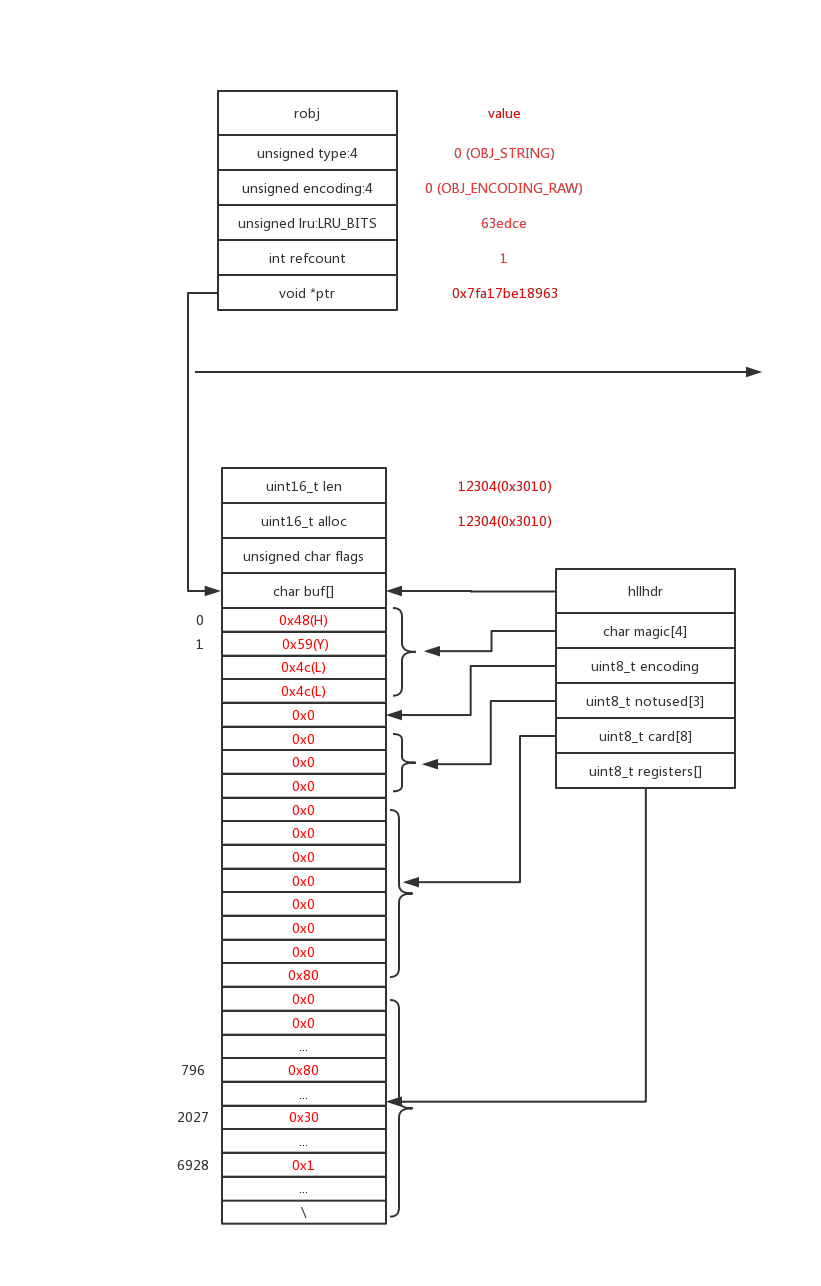 robj
value
unsigned type:4
0 (OBJ_STRING)
unsigned encoding:4
0 (OBJ_ENCODING_RAW)
unsigned lru:LRU_BITS
63edce
int refcount
1
void *ptr
0x7fa17be18963
uint16_t len
12304(0x3010)
uint16_t alloc
12304(0x3010)
unsigned char flags
char buf[]
hllhdr
0
0x48(H)
char magic[4]
1
0x59(Y)
0x4c(L)
uint8_t encoding
0x4c(L)
uint8_t notused[3]
0x0
0x0
uint8_t card[8]
0x0
uint8_t registers[]
0x0
0x0
0x0
0x0
0x0
0x0
0x0
0x0
0x80
0x0
0x0
...
796
0x80
...
2027
0x30
...
6928
0x1
...
\